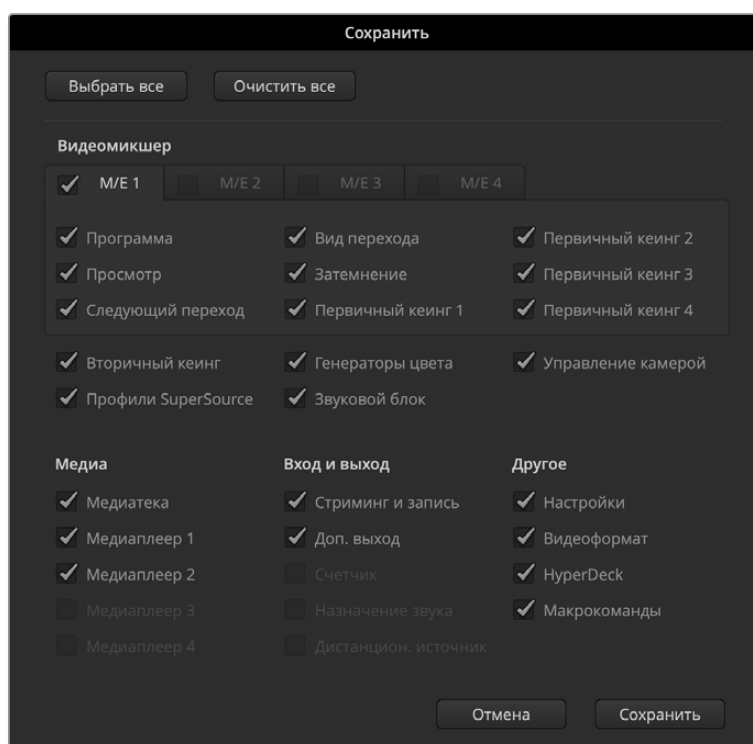 Сохранить
Выбрать все Очистить все
Видеомикшер
M/E 1 M/E 2 M/E 3 M/E 4
Программа Вид перехода Первичный кеинг 2
Просмотр Затемнение Первичный кеинг 3
Следующий переход Первичный кеинг 1 Первичный кеинг 4
Вторичный кеинг Генераторы цвета Управление камерой
Профили SuperSource Звуковой блок
Медиа Вход и выход Другое
Медиатека Стриминг и запись Настройки
Медиаплеер 1 Доп. выход Видеоформат
Медиаплеер 2 Счетчик HyperDeck
Медиаплеер 3 Назначение звука Макрокоманды
Медиаплеер 4 Дистанцион. источник
Отмена Сохранить